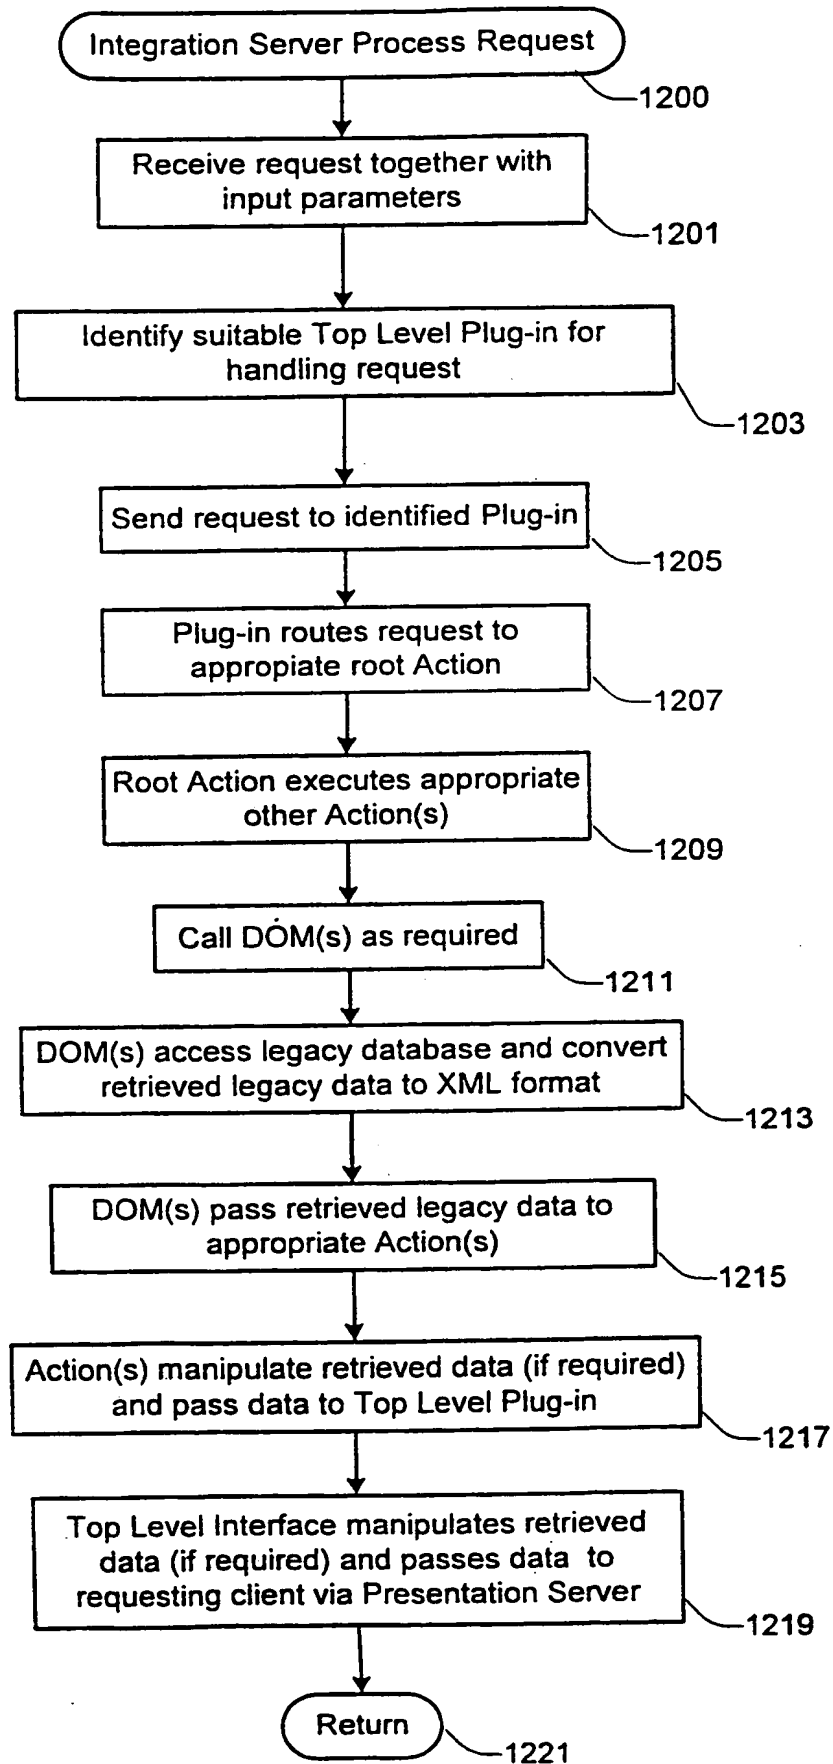 Integration Server Process Request
1200
Receive request together with
input parameters
1201
Identify suitable Top Level Plug-in for
handling request
1203
Send request to identified Plug-in
1205
Plug-in routes request to
appropiate root Action
1207
Root Action executes appropriate
other Action(s)
1209
Call DOM(s) as required
1211
DOM(s) access legacy database and convert
retrieved legacy data to XML format
1213
DOM(s) pass retrieved legacy data to
appropriate Action(s)
1215
Action(s) manipulate retrieved data (if required)
and pass data to Top Level Plug-in
1217
Top Level Interface manipulates retrieved
data (if required) and passes data to
requesting client via Presentation Server
1219
Return
1221